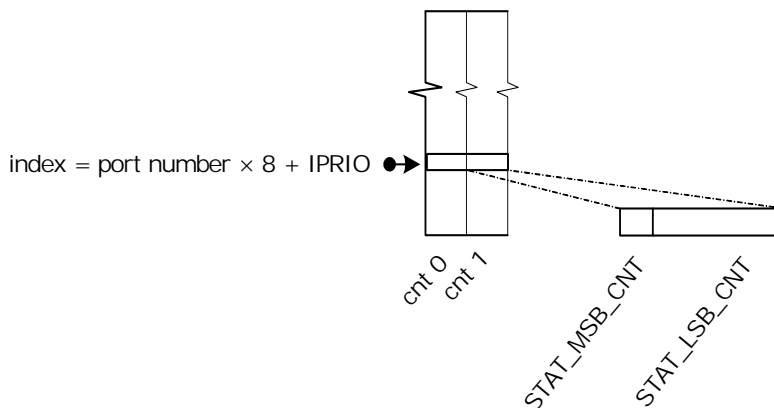 index = port number × 8 + IPRIO
cnt 0
cnt 1
STAT_MSB_CNT
STAT_LSB_CNT